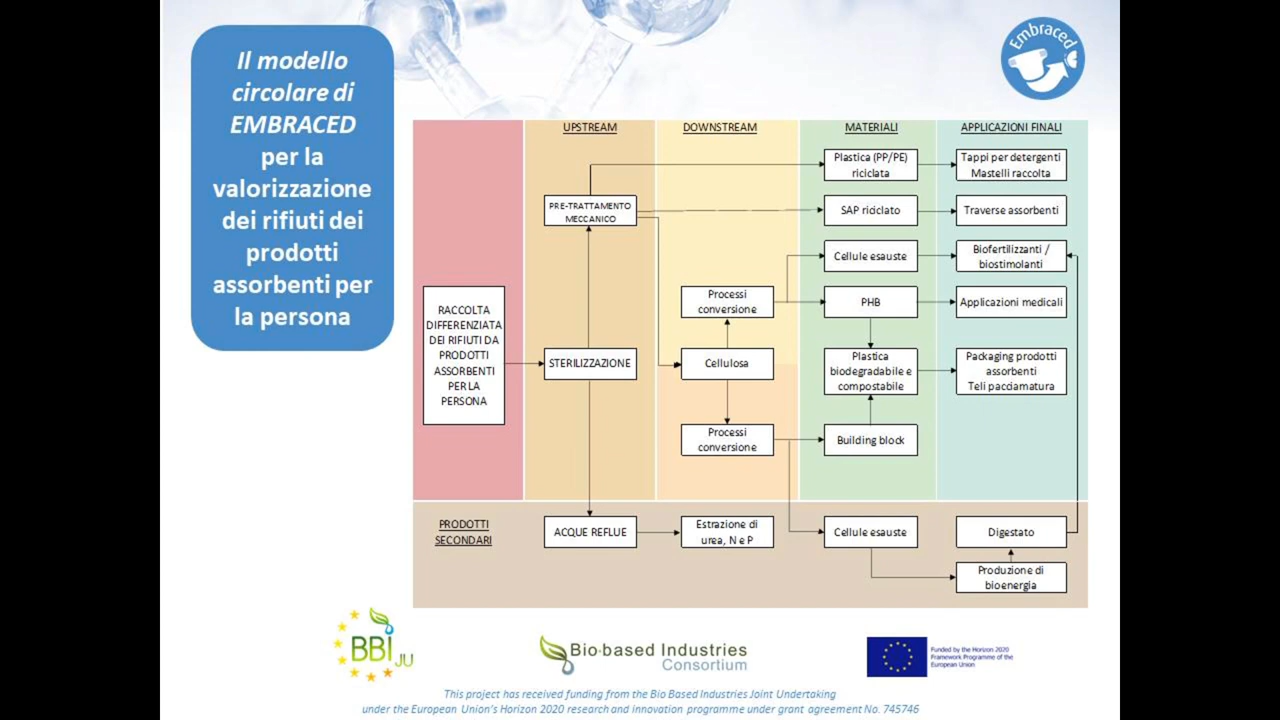 Il modello
circolare di
EMBRACED
per la
valorizzazione
dei rifiuti dei
prodotti
assorbenti per
la persona
Embraced
UPSTREAM
DOWNSTREAM
MATERIALI
APPLICAZIONI FINALI
Plastica (PP/PE)
riciclata
Tappi per detergenti
Mastelli raccolta
PRE-TRATTAMENTO
MECCANICO
SAP riciclato
Traverse assorbenti
Cellule esauste
Biofertilizzanti /
biostimolanti
Processi
conversione
PHB
Applicazioni medicali
RACCOLTA
DIFFERENZIATA
DEI RIFIUTI DA
PRODOTTI
ASSORBENTI
PER LA
PERSONA
STERILIZZAZIONE
Cellulosa
Plastica
biodegradabile e
compostabile
Packaging prodotti
assorbenti
Teli pacciamatura
Processi
conversione
Building block
PRODOTTI
SECONDARI
ACQUE REFLUE
Estrazione di
urea, N e P
Cellule esauste
Digestato
Produzione di
bioenergia
BBI JU
Bio-based Industries
Consortium
Funded by the Horizon 2020
Framework Programme of the
European Union
This project has received funding from the Bio Based Industries Joint Undertaking
under the European Union's Horizon 2020 research and innovation programme under grant agreement No. 745746